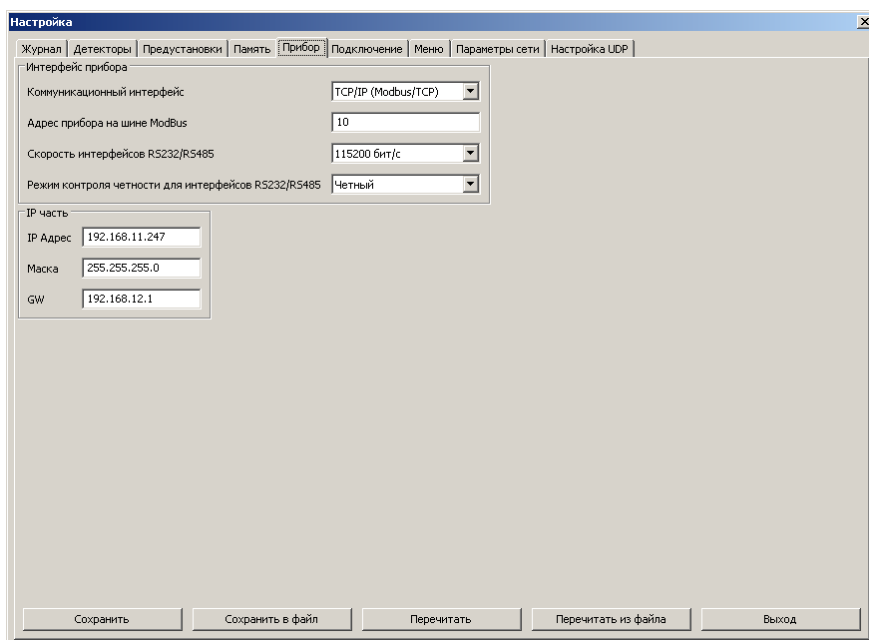 Настройка
Журнал Детекторы Предустановки Память Прибор Подключение Меню Параметры сети Настройка UDP
Интерфейс прибора
Коммуникационный интерфейс TCP/IP (Modbus/TCP)
Адрес прибора на шине ModBus 10
Скорость интерфейсов RS232/RS485 115200 бит/с
Режим контроля четности для интерфейсов RS232/RS485 Четный
IP часть
IP Адрес 192.168.11.247
Маска 255.255.255.0
GW 192.168.12.1
Сохранить Сохранить в файл Перечитать Перечитать из файла Выход